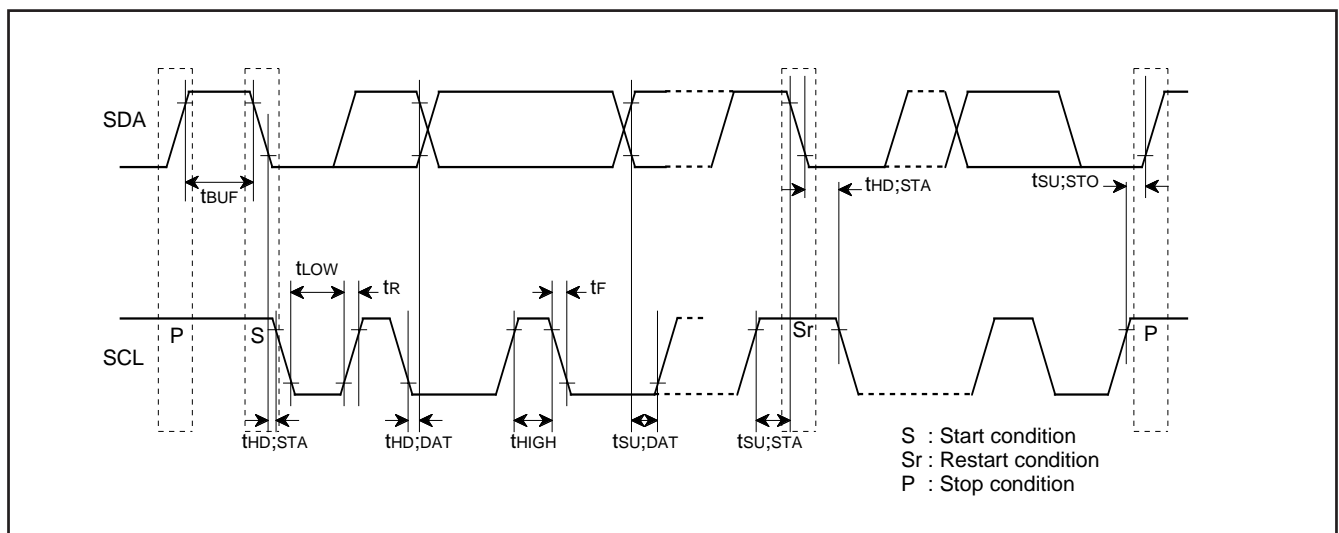 SDA
tBUF
tHD;STA
tSU;STO
tLOW
tR
tF
SCL
P
S
Sr
P
tHD;STA
tHD;DAT
tHIGH
tSU;DAT
tSU;STA
S : Start condition
Sr : Restart condition
P : Stop condition